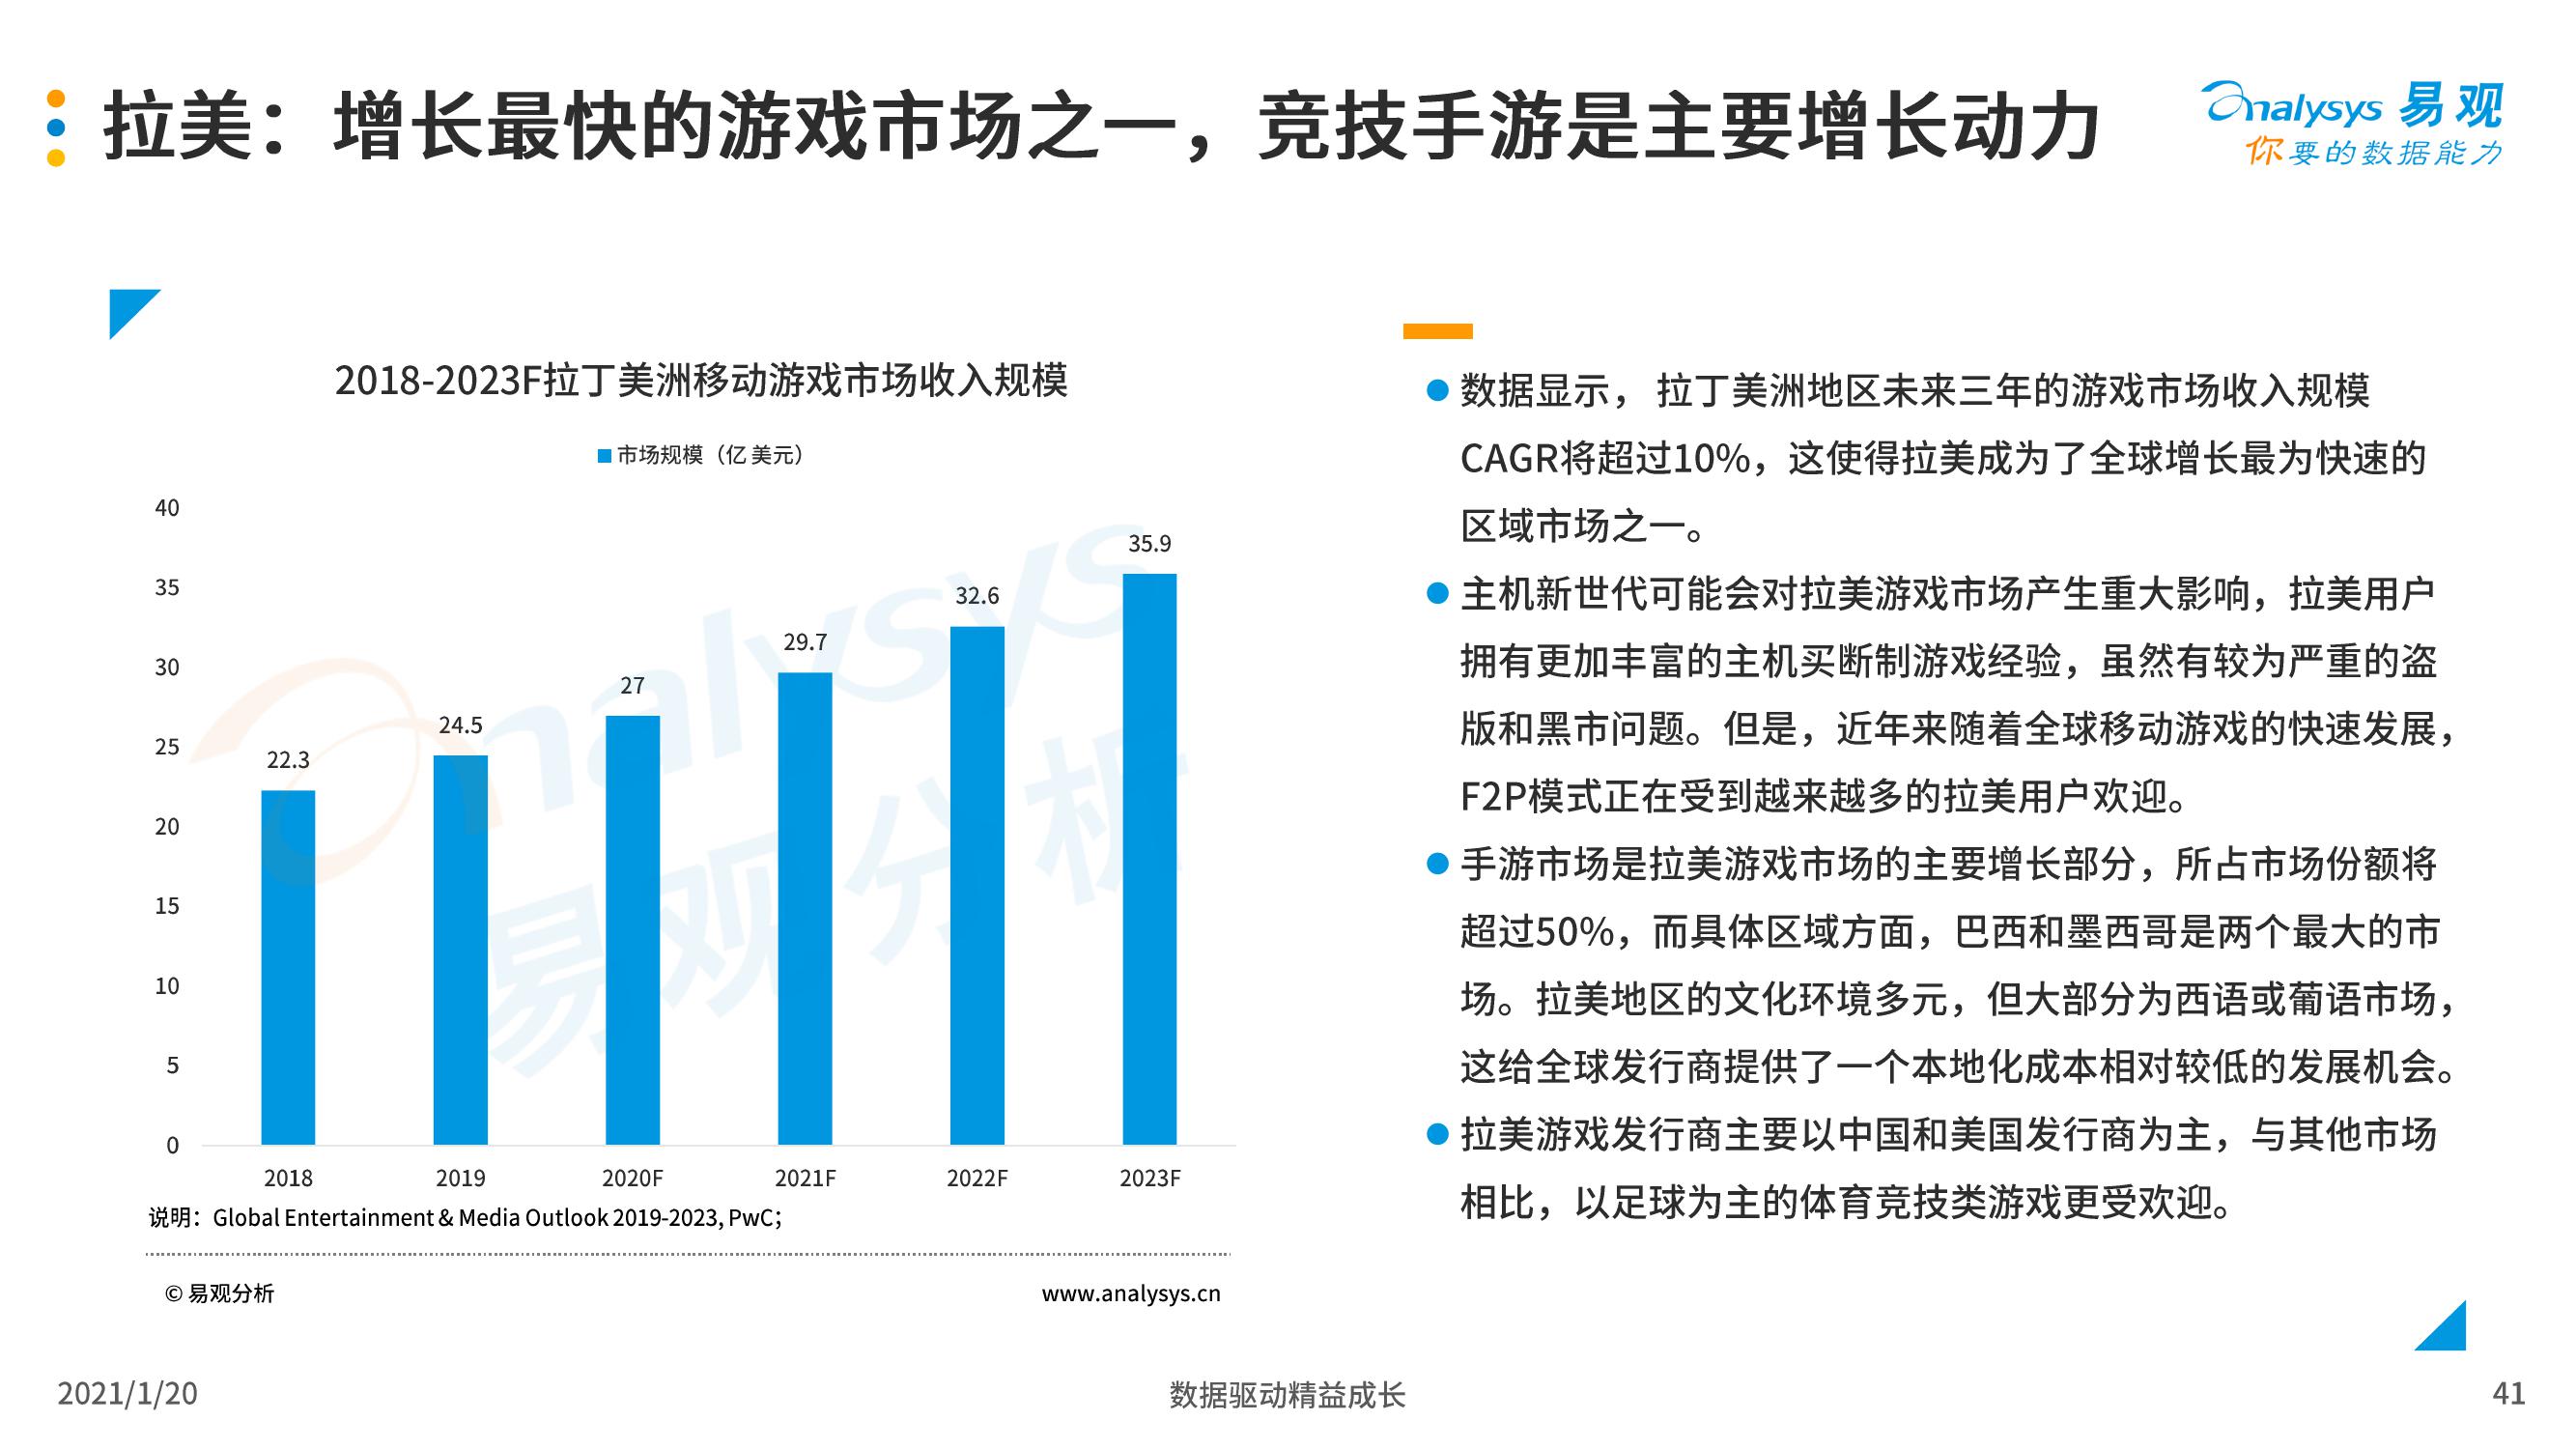 拉美：增长最快的游戏市场之一，竞技手游是主要增长动力
analysys 易观
你要的数据能力
2018-2023F拉丁美洲移动游戏市场收入规模
市场规模（亿美元）
40
35
30
25
20
15
10
5
0
22.3
24.5
27
29.7
32.6
35.9
2018
2019
2020F
2021F
2022F
2023F
analysys
易观分析
说明：Global Entertainment & Media Outlook 2019-2023, PwC；
© 易观分析
www.analysys.cn
数据显示， 拉丁美洲地区未来三年的游戏市场收入规模
CAGR将超过10%，这使得拉美成为了全球增长最为快速的
区域市场之一。
主机新世代可能会对拉美游戏市场产生重大影响，拉美用户
拥有更加丰富的主机买断制游戏经验，虽然有较为严重的盗
版和黑市问题。但是，近年来随着全球移动游戏的快速发展，
F2P模式正在受到越来越多的拉美用户欢迎。
手游市场是拉美游戏市场的主要增长部分，所占市场份额将
超过50%，而具体区域方面，巴西和墨西哥是两个最大的市
场。拉美地区的文化环境多元，但大部分为西语或葡语市场，
这给全球发行商提供了一个本地化成本相对较低的发展机会。
拉美游戏发行商主要以中国和美国发行商为主，与其他市场
相比，以足球为主的体育竞技类游戏更受欢迎。
2021/1/20
数据驱动精益成长
41